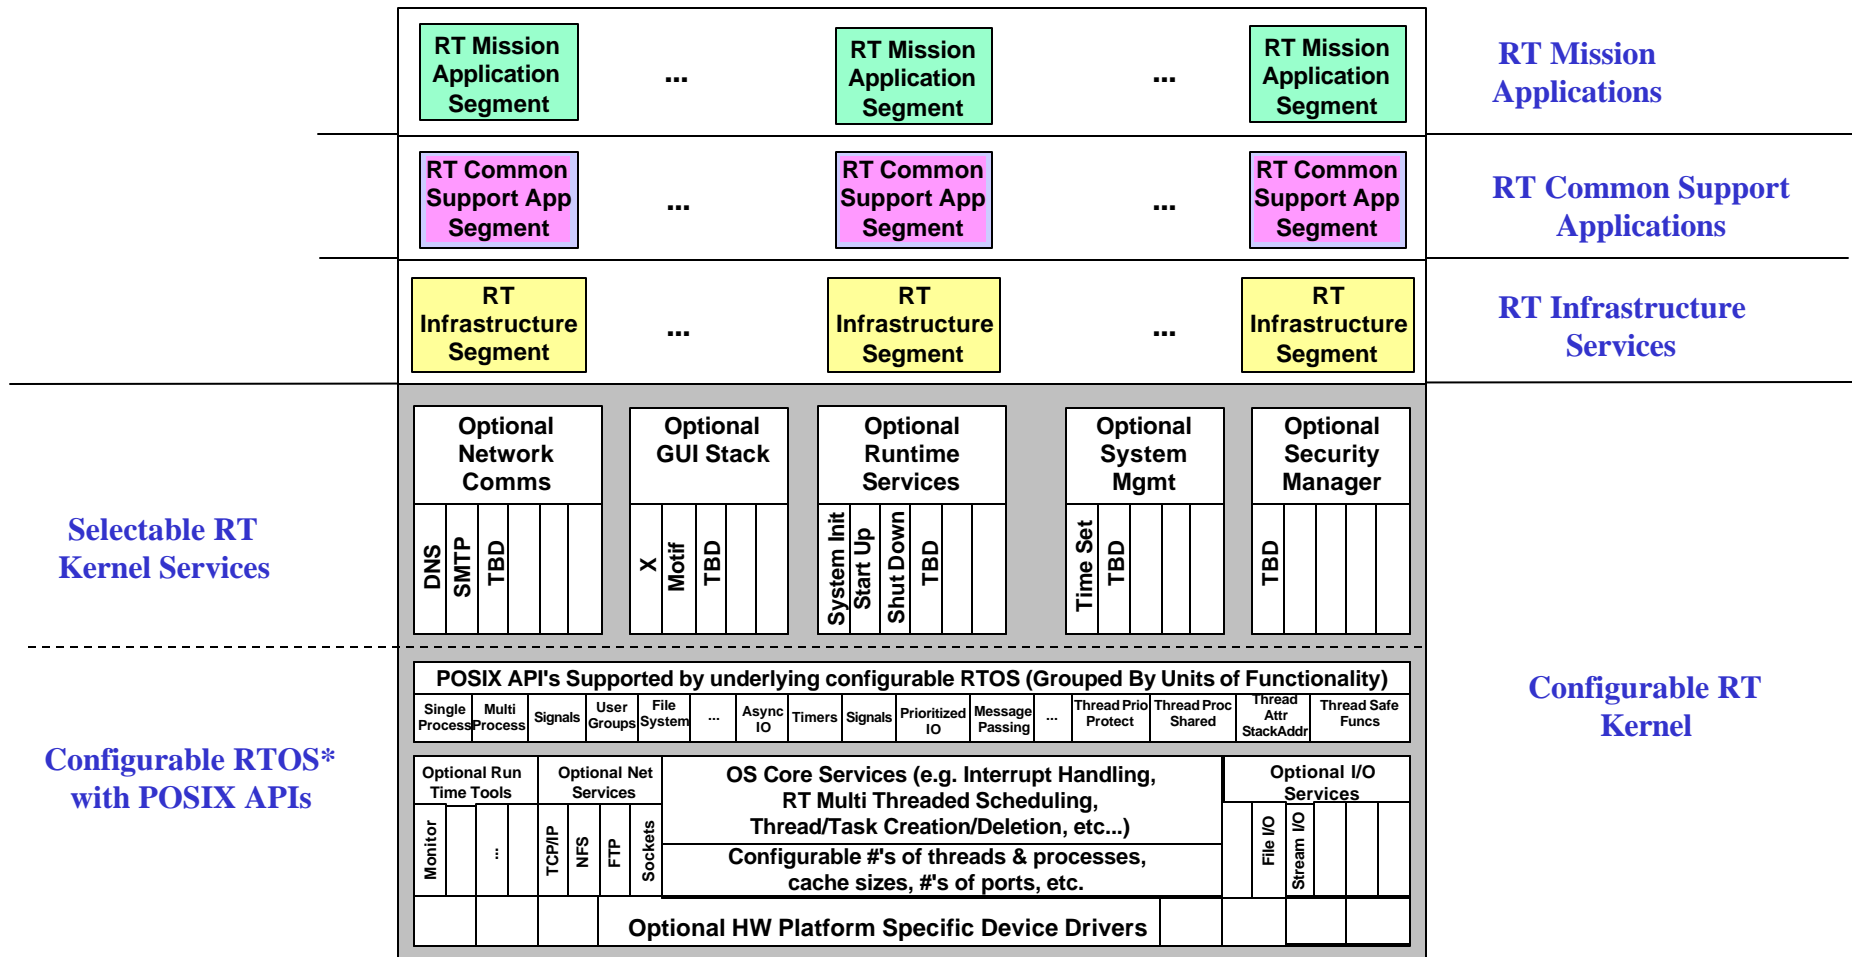 RT Mission
Application
Segment
...
RT Mission
Application
Segment
...
RT Mission
Application
Segment
RT Mission
Applications
RT Common
Support App
Segment
...
RT Common
Support App
Segment
...
RT Common
Support App
Segment
RT Common Support
Applications
RT
Infrastructure
Segment
...
RT
Infrastructure
Segment
...
RT
Infrastructure
Segment
RT Infrastructure
Services
Selectable RT
Kernel Services
Optional
Network
Comms
DNS
SMTP
TBD
Optional
GUI Stack
X
Motif
TBD
Optional
Runtime
Services
System Init
Start Up
Shut Down
TBD
Optional
System
Mgmt
Time Set
TBD
Optional
Security
Manager
TBD
Configurable RTOS*
with POSIX APIs
POSIX API's Supported by underlying configurable RTOS (Grouped By Units of Functionality)
Single
Process
Multi
Process
Signals
User
Groups
File
System
...
Async
IO
Timers
Signals
Prioritized
IO
Message
Passing
...
Thread Prio
Protect
Thread Proc
Shared
Thread
Attr
StackAddr
Thread Safe
Funcs
Optional Run
Time Tools
Monitor
...
Optional Net
Services
TCP/IP
NFS
FTP
Sockets
OS Core Services (e.g. Interrupt Handling,
RT Multi Threaded Scheduling,
Thread/Task Creation/Deletion, etc...)
Configurable #'s of threads & processes,
cache sizes, #'s of ports, etc.
Optional I/O
Services
File I/O
Stream I/O
Optional HW Platform Specific Device Drivers
Configurable RT
Kernel